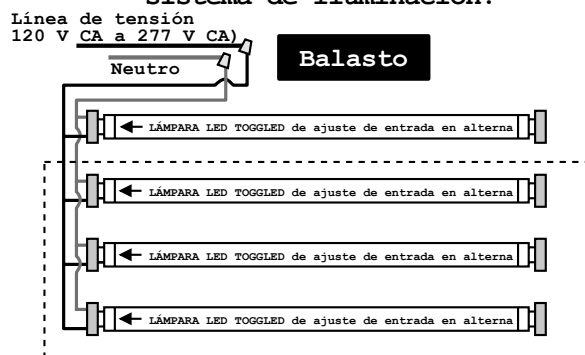 sistema de iluminación.
Línea de tensión
120 V CA a 277 V CA)
Neutro
Balasto
LÁMPARA LED TOGGLED de ajuste de entrada en alterna
LÁMPARA LED TOGGLED de ajuste de entrada en alterna
LÁMPARA LED TOGGLED de ajuste de entrada en alterna
LÁMPARA LED TOGGLED de ajuste de entrada en alterna